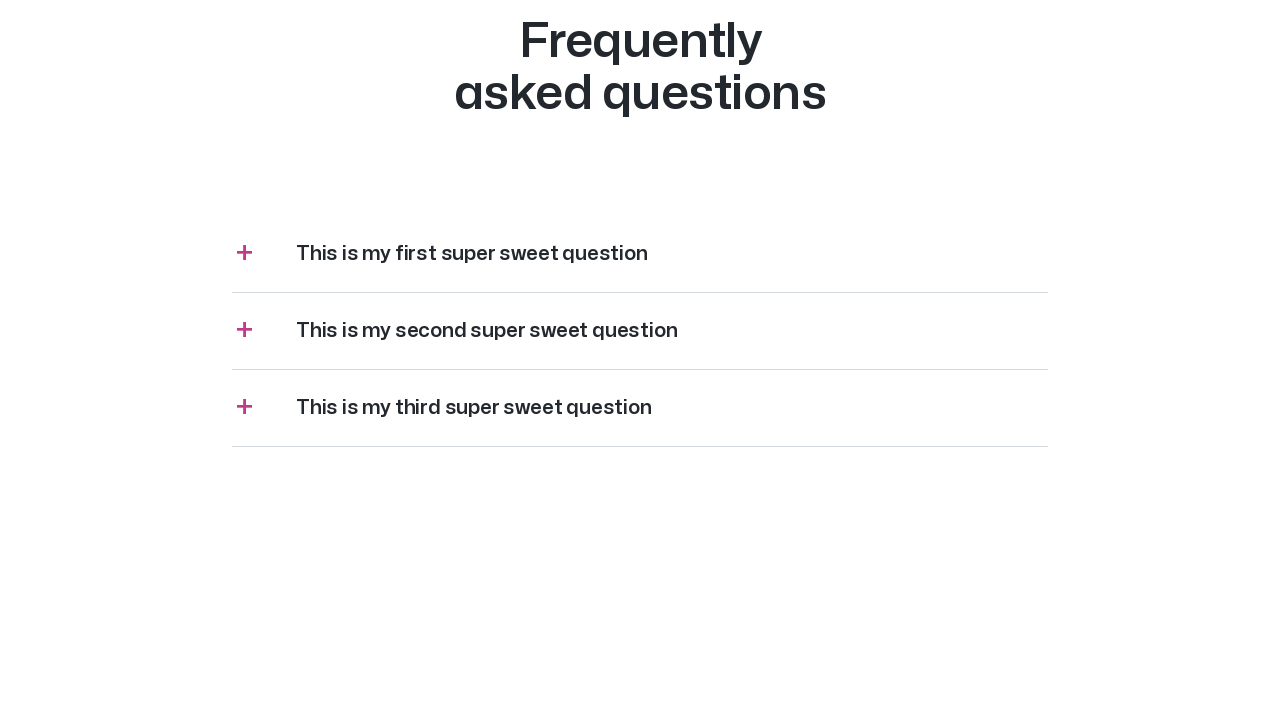 Frequently
asked questions
+ This is my first super sweet question
+ This is my second super sweet question
+ This is my third super sweet question